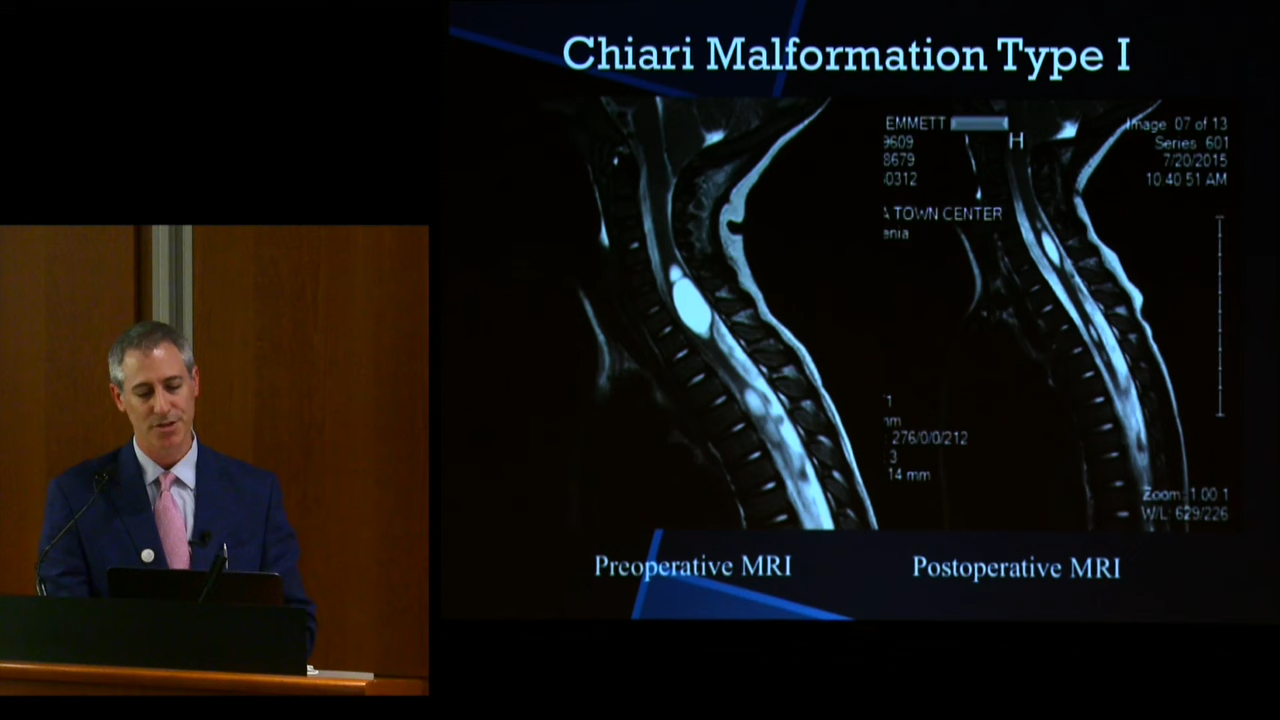 Chiari Malformation Type I
EMMETT
9609
8679
0312
H
Image 07 of 13
Series 601
7/20/2015
10:40:51 AM
TOWN CENTER
nia
1
mm
: 276/0/0/212
3
14 mm
Zoom: 1.00:1
W/L: 629/226
Preoperative MRI
Postoperative MRI